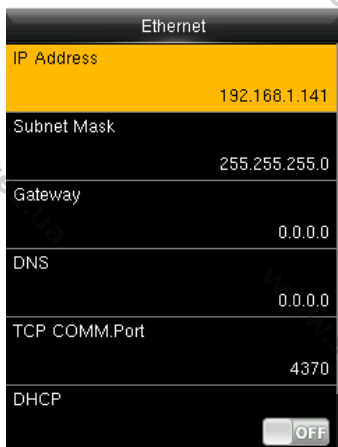 Ethernet
IP Address
192.168.1.141
Subnet Mask
255.255.255.0
Gateway
0.0.0.0
DNS
0.0.0.0
TCP COMM.Port
4370
DHCP
OFF